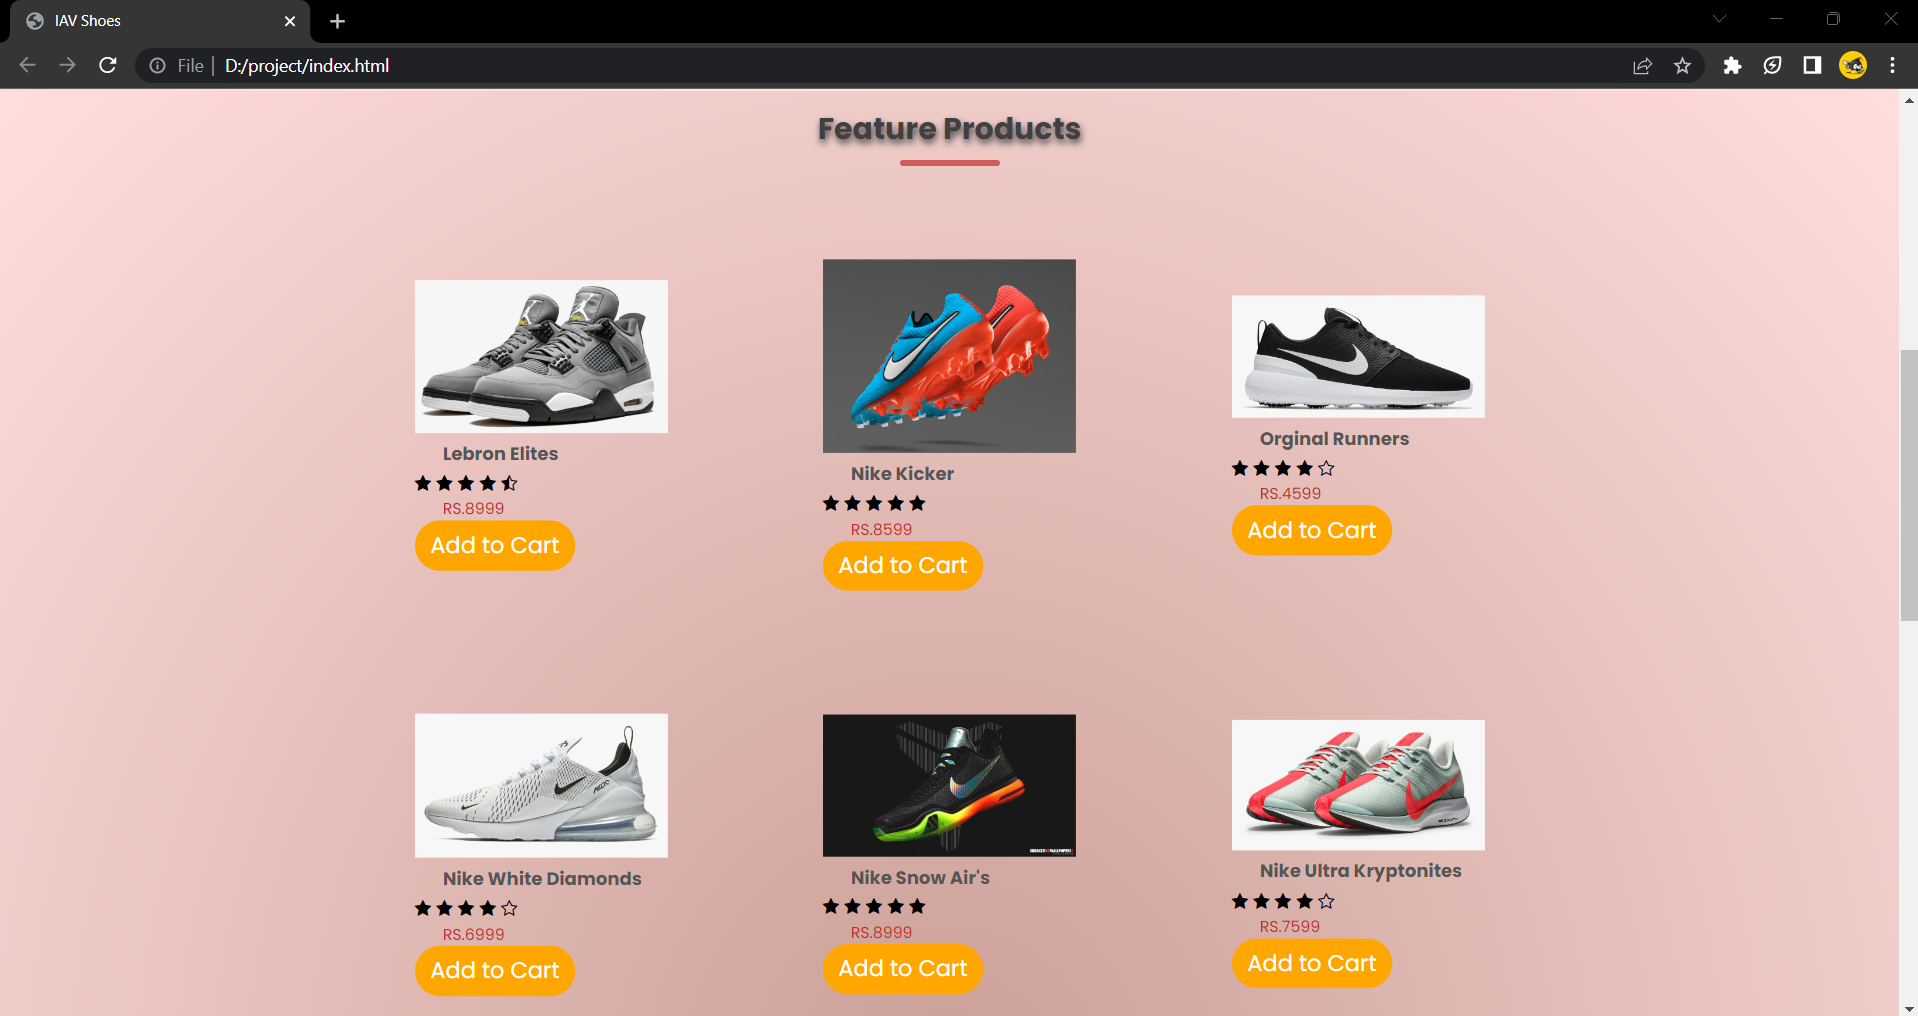 IAV Shoes
File | D:/project/index.html
Feature Products
Lebron Elites
RS.8999
Add to Cart
Nike Kicker
RS.8599
Add to Cart
Orginal Runners
RS.4599
Add to Cart
Nike White Diamonds
RS.6999
Add to Cart
Nike Snow Air's
RS.8999
Add to Cart
Nike Ultra Kryptonites
RS.7599
Add to Cart